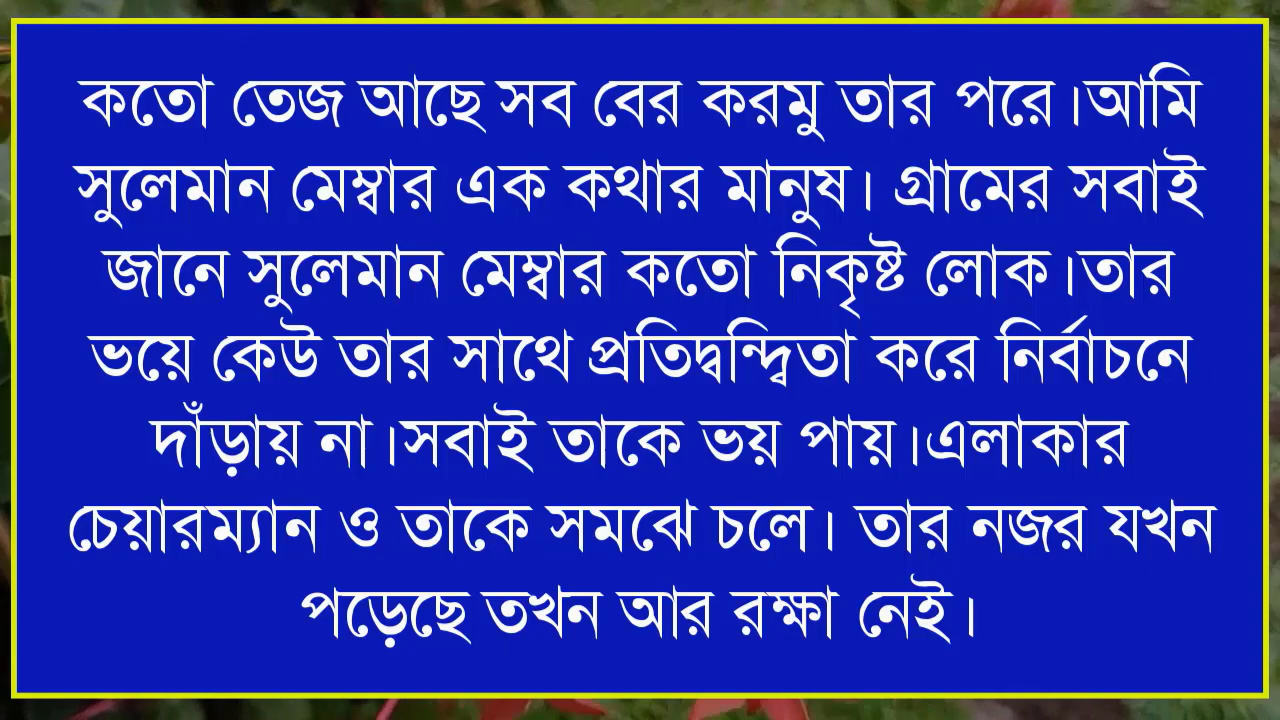 কতো তেজ আছে সব বের করমু তার পরে।আমি
সুলেমান মেম্বার এক কথার মানুষ। গ্রামের সবাই
জানে সুলেমান মেম্বার কতো নিকৃষ্ট লোক।তার
ভয়ে কেউ তার সাথে প্রতিদ্বন্দ্বিতা করে নির্বাচনে
দাঁড়ায় না।সবাই তাকে ভয় পায়।এলাকার
চেয়ারম্যান ও তাকে সমঝে চলে। তার নজর যখন
পড়েছে তখন আর রক্ষা নেই।